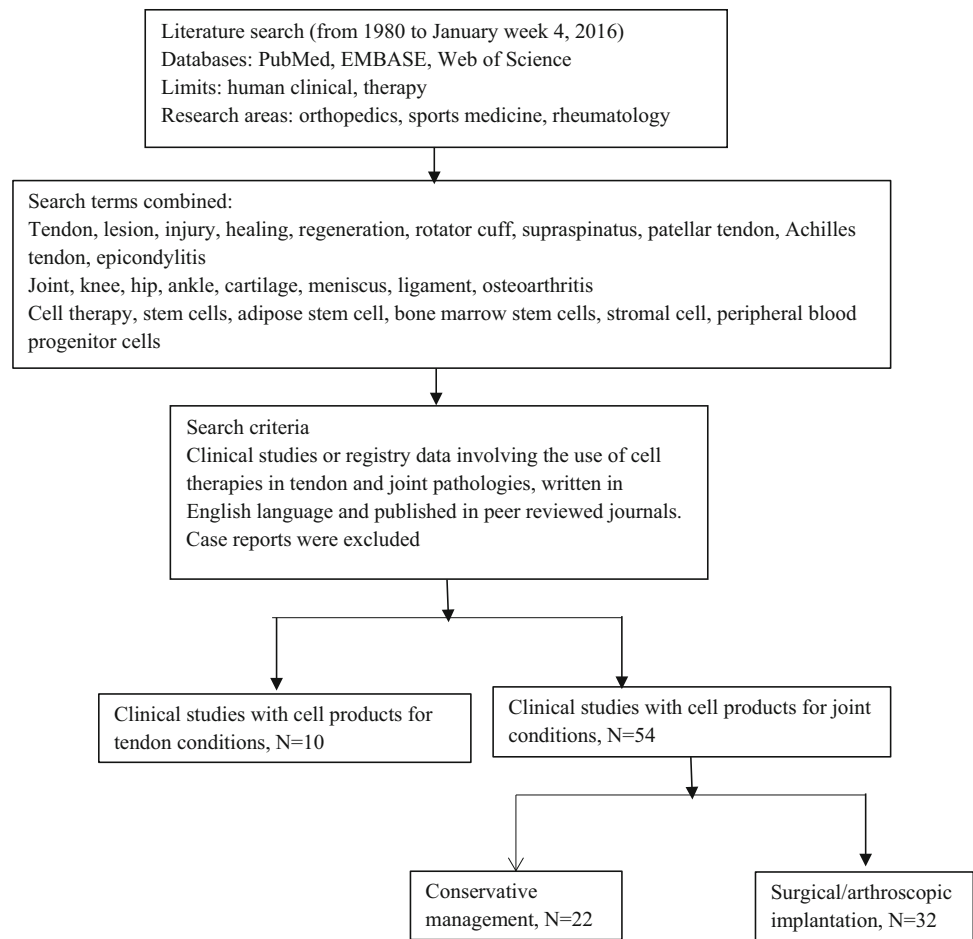 Literature search (from 1980 to January week 4, 2016)
Databases: PubMed, EMBASE, Web of Science
Limits: human clinical, therapy
Research areas: orthopedics, sports medicine, rheumatology
Search terms combined:
Tendon, lesion, injury, healing, regeneration, rotator cuff, supraspinatus, patellar tendon, Achilles
tendon, epicondylitis
Joint, knee, hip, ankle, cartilage, meniscus, ligament, osteoarthritis
Cell therapy, stem cells, adipose stem cell, bone marrow stem cells, stromal cell, peripheral blood
progenitor cells
Search criteria
Clinical studies or registry data involving the use of cell
therapies in tendon and joint pathologies, written in
English language and published in peer reviewed journals.
Case reports were excluded
Clinical studies with cell products for
tendon conditions, N=10
Clinical studies with cell products for joint
conditions, N=54
Conservative
management, N=22
Surgical/arthroscopic
implantation, N=32